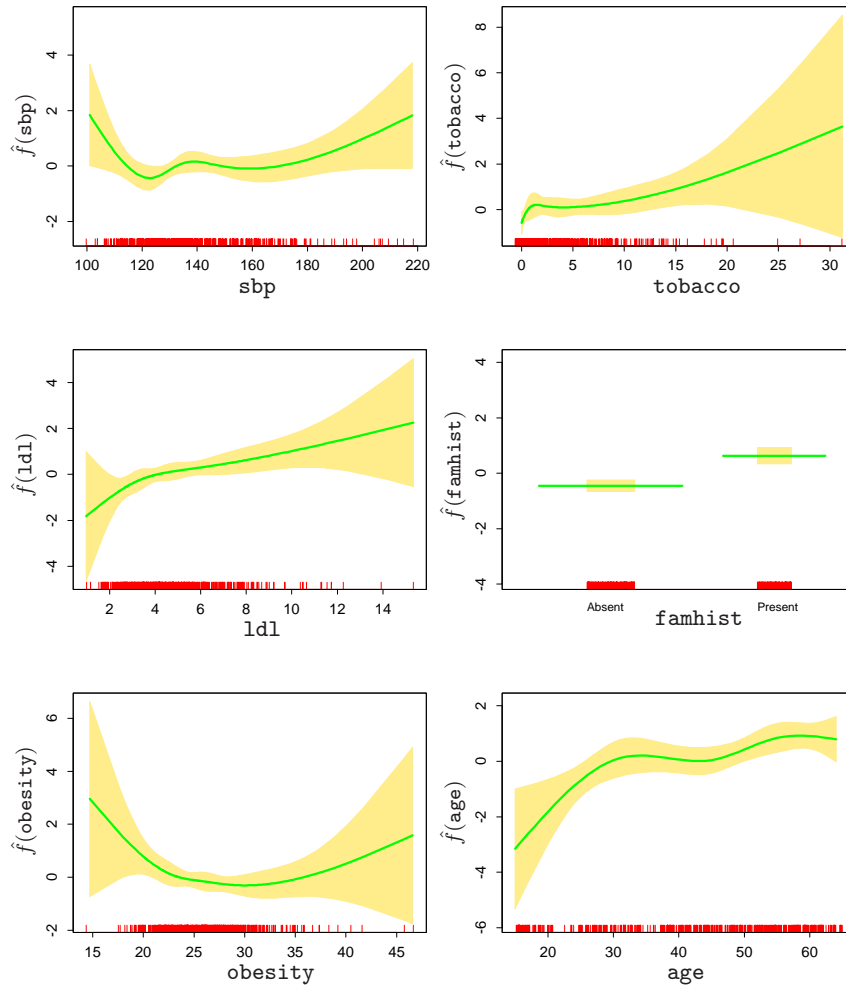 f̂(sbp)
-2 0 2 4
100 120 140 160 180 200 220
sbp
f̂(tobacco)
0 2 4 6 8
0 5 10 15 20 25 30
tobacco
f̂(ldl)
-4 -2 0 2 4
2 4 6 8 10 12 14
ldl
f̂(famhist)
-4 -2 0 2 4
Absent Present
famhist
f̂(obesity)
-2 0 2 4 6
15 20 25 30 35 40 45
obesity
f̂(age)
-6 -4 -2 0 2
20 30 40 50 60
age